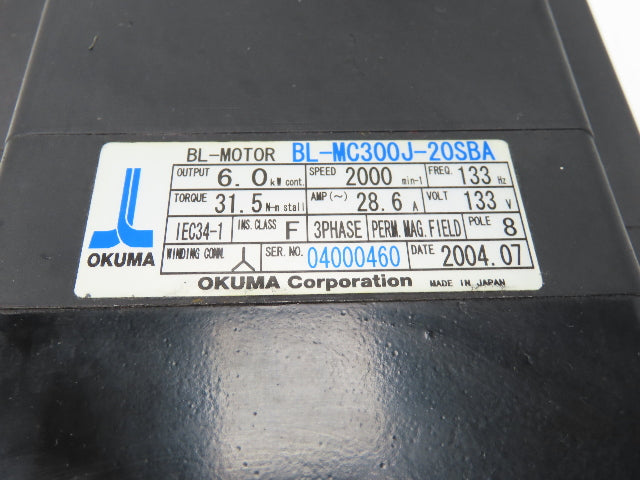 BL-MOTOR BL-MC300J-20SBA
OUTPUT 6.0 kW cont. SPEED 2000 min-1 FREQ. 133 Hz
TORQUE 31.5 N-m stall AMP(~) 28.6 A VOLT 133 V
IEC34-1 INS.CLASS F 3PHASE PERM.MAG.FIELD POLE 8
WINDING CONN. SER.NO. 04000460 DATE 2004.07
OKUMA
OKUMA Corporation MADE IN JAPAN